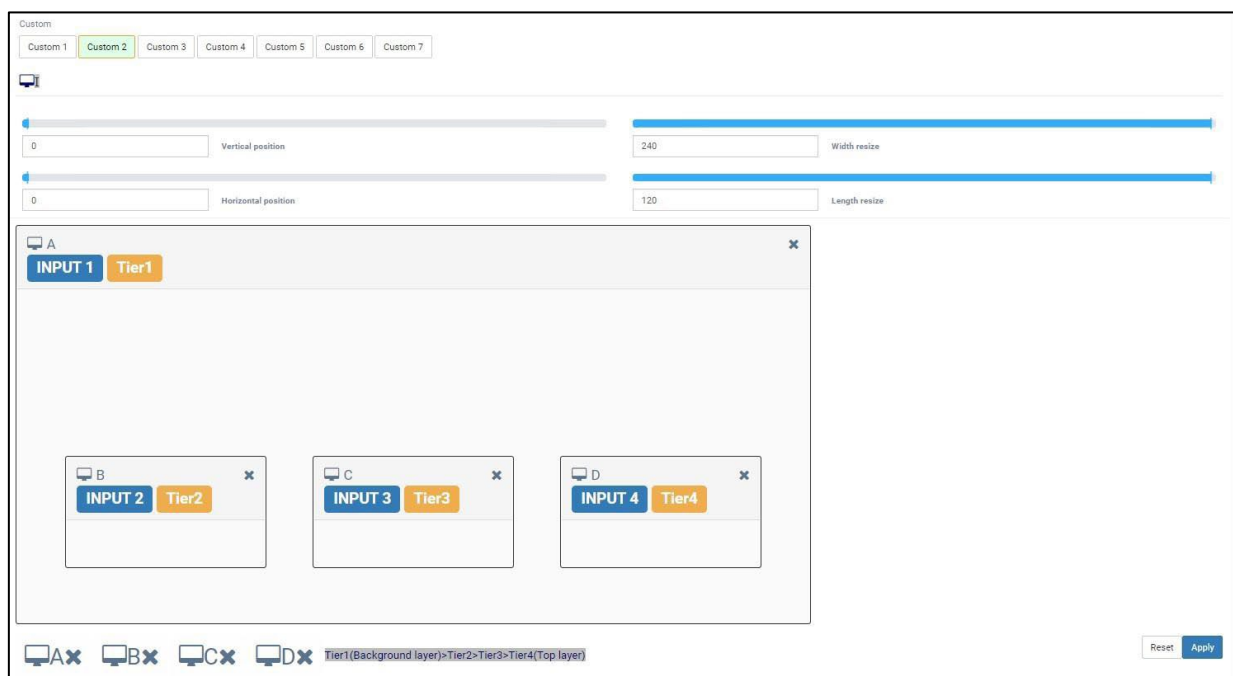 Custom
Custom 1 Custom 2 Custom 3 Custom 4 Custom 5 Custom 6 Custom 7
0 Vertical position 240 Width resize
0 Horizontal position 120 Length resize
A
INPUT 1 Tier1
B C D
INPUT 2 Tier2 INPUT 3 Tier3 INPUT 4 Tier4
A B C D Tier1(Background layer)>Tier2>Tier3>Tier4(Top layer) Reset Apply